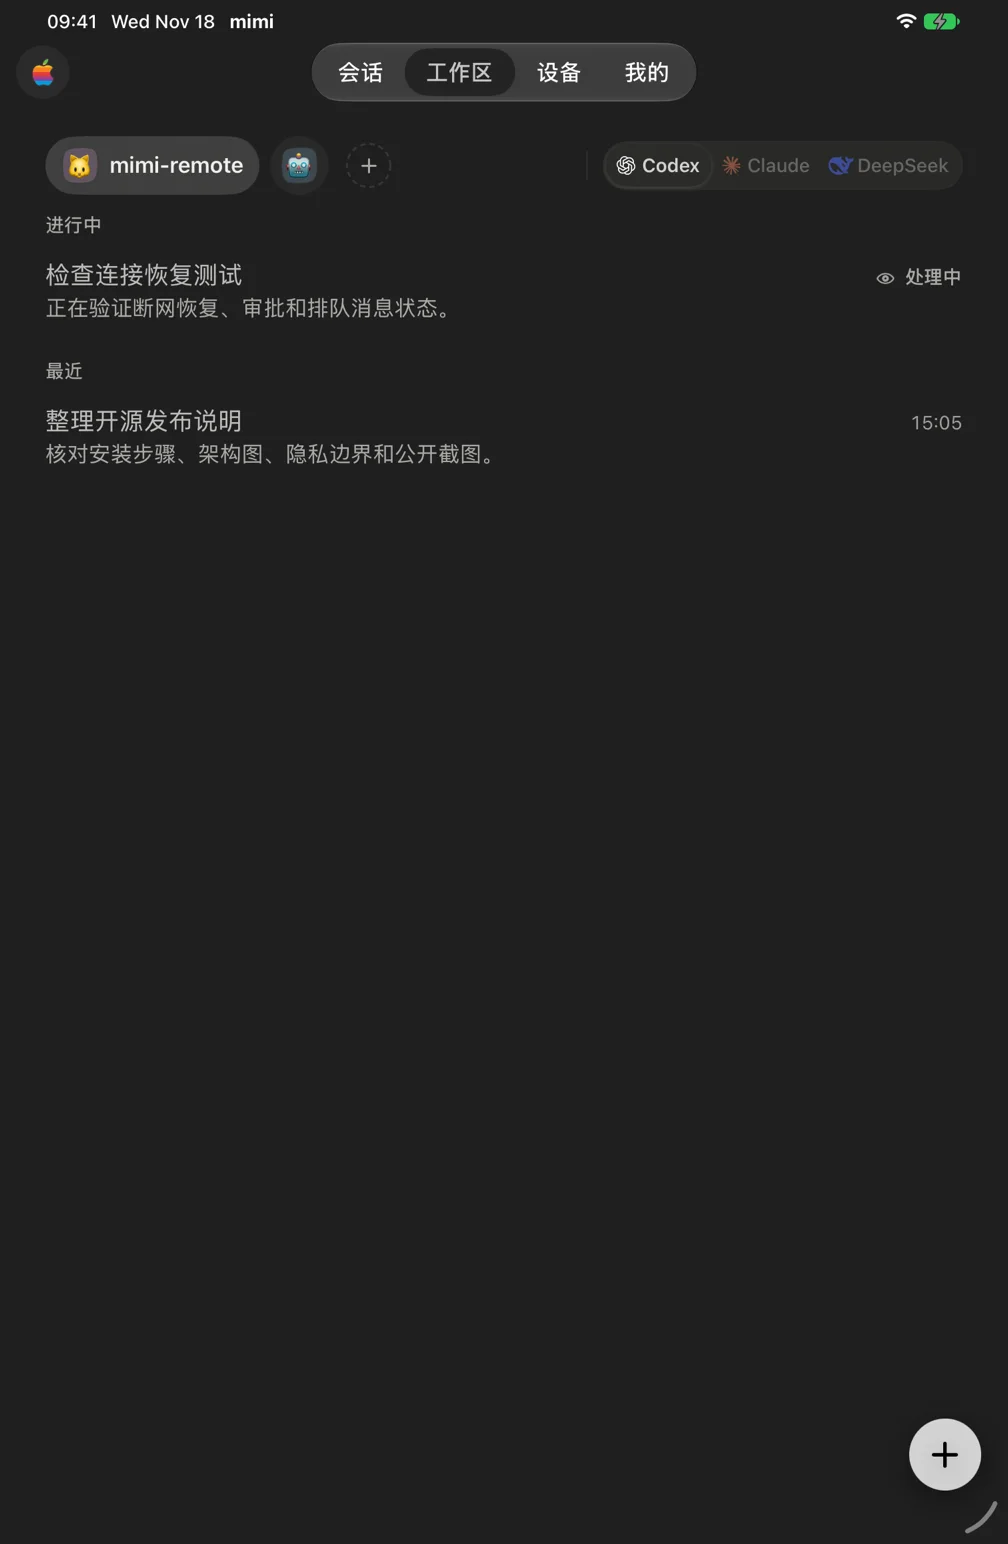 09:41 Wed Nov 18 mimi
会话 工作区 设备 我的
mimi-remote
Codex Claude DeepSeek
进行中
检查连接恢复测试
处理中
正在验证断网恢复、审批和排队消息状态。
最近
整理开源发布说明
15:05
核对安装步骤、架构图、隐私边界和公开截图。